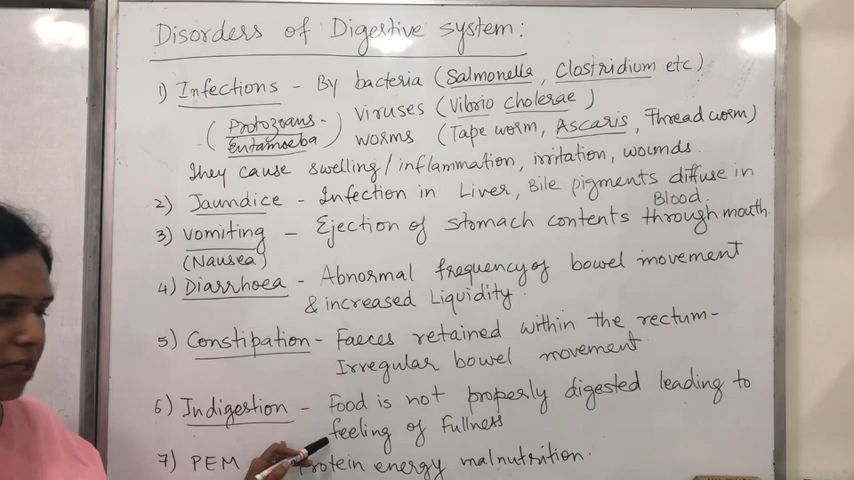 Disorders of Digestive system:
1) Infections - By bacteria (Salmonella, Clostridium etc)
Viruses (Vibrio cholerae)
(Protozoans - Entamoeba)
worms (Tape worm, Ascaris, Thread worm)
They cause swelling/inflammation, irritation, wounds.
2) Jaundice - Infection in Liver, Bile pigments diffuse in Blood.
3) Vomiting - Ejection of stomach contents through mouth.
(Nausea)
4) Diarrhoea - Abnormal frequency of bowel movement
& increased Liquidity.
5) Constipation - Faeces retained within the rectum -
Irregular bowel movement.
6) Indigestion - Food is not properly digested leading to
feeling of Fullness
7) PEM Protein energy malnutrition.